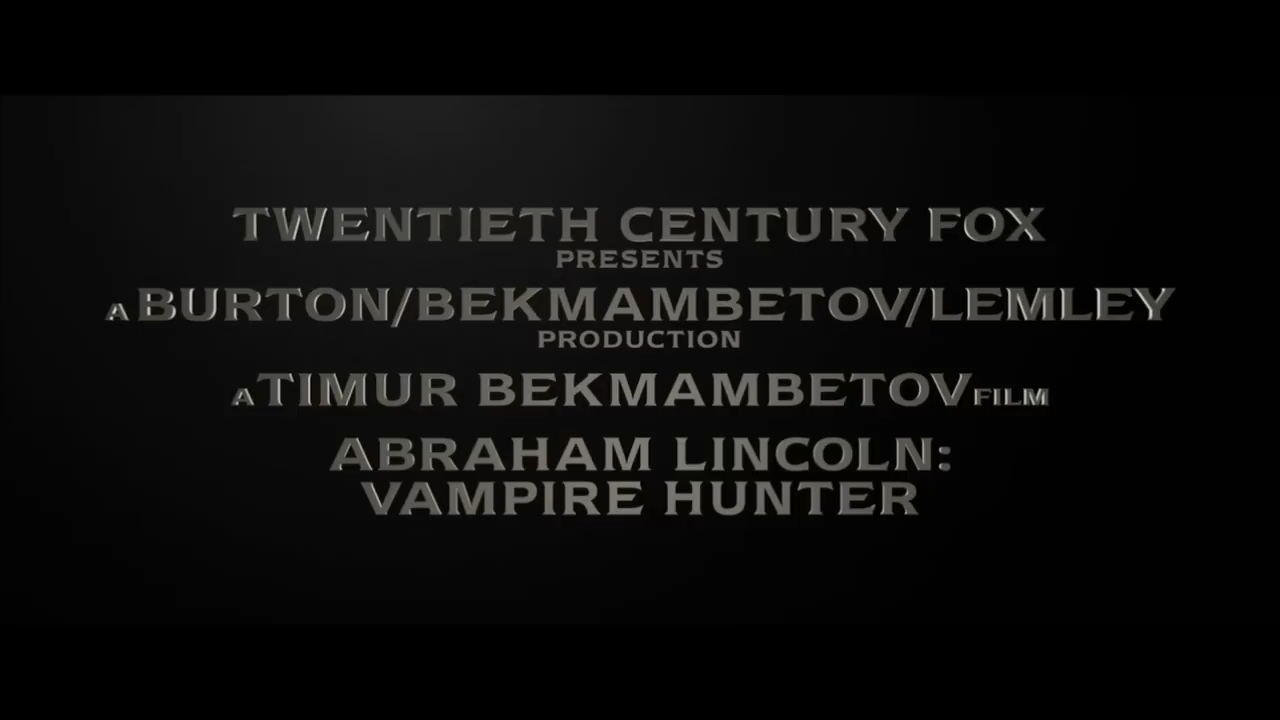 TWENTIETH CENTURY FOX
PRESENTS
A BURTON/BEKMAMBETOV/LEMLEY
PRODUCTION
A TIMUR BEKMAMBETOV FILM
ABRAHAM LINCOLN:
VAMPIRE HUNTER